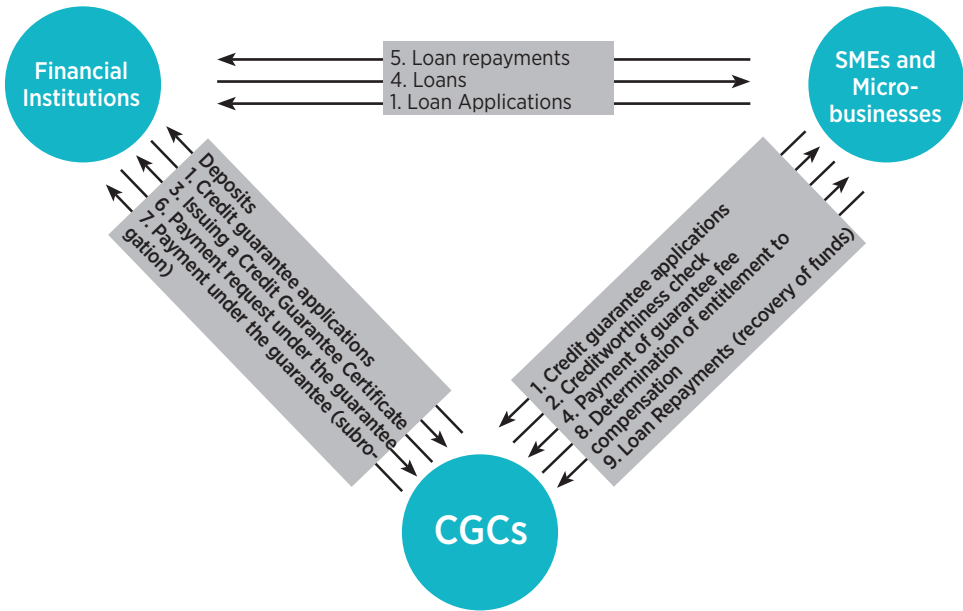 Financial
Institutions
5. Loan repayments
4. Loans
1. Loan Applications
SMEs and
Micro-
businesses
Deposits
1. Credit guarantee applications
3. Issuing a Credit Guarantee Certificate
6. Payment request under the guarantee
7. Payment under the guarantee (subro-
gation)
1. Credit guarantee applications
2. Creditworthiness check
4. Payment of guarantee fee
8. Determination of entitlement to
compensation
9. Loan Repayments (recovery of funds)
CGCs